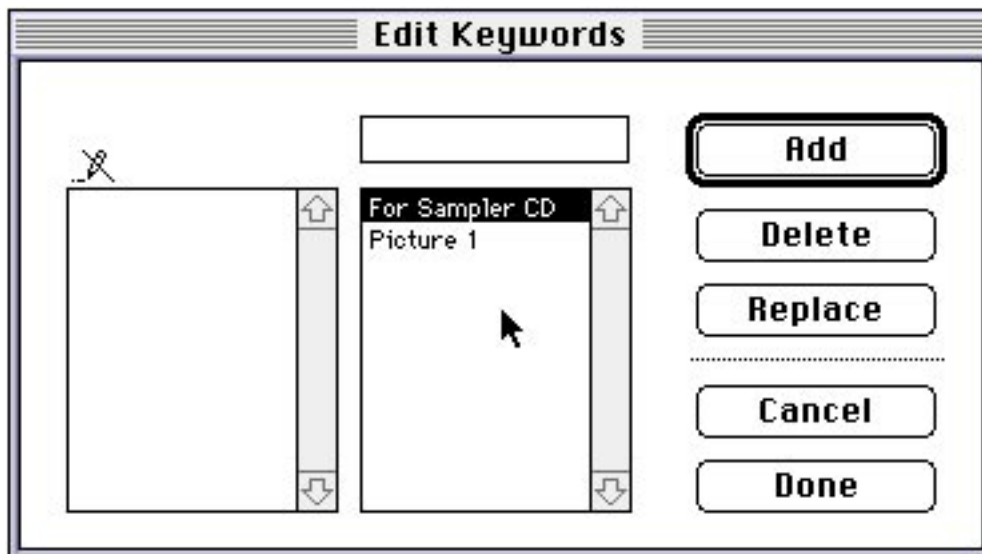 Edit Keywords
Add
For Sampler CD
Picture 1
Delete
Replace
Cancel
Done